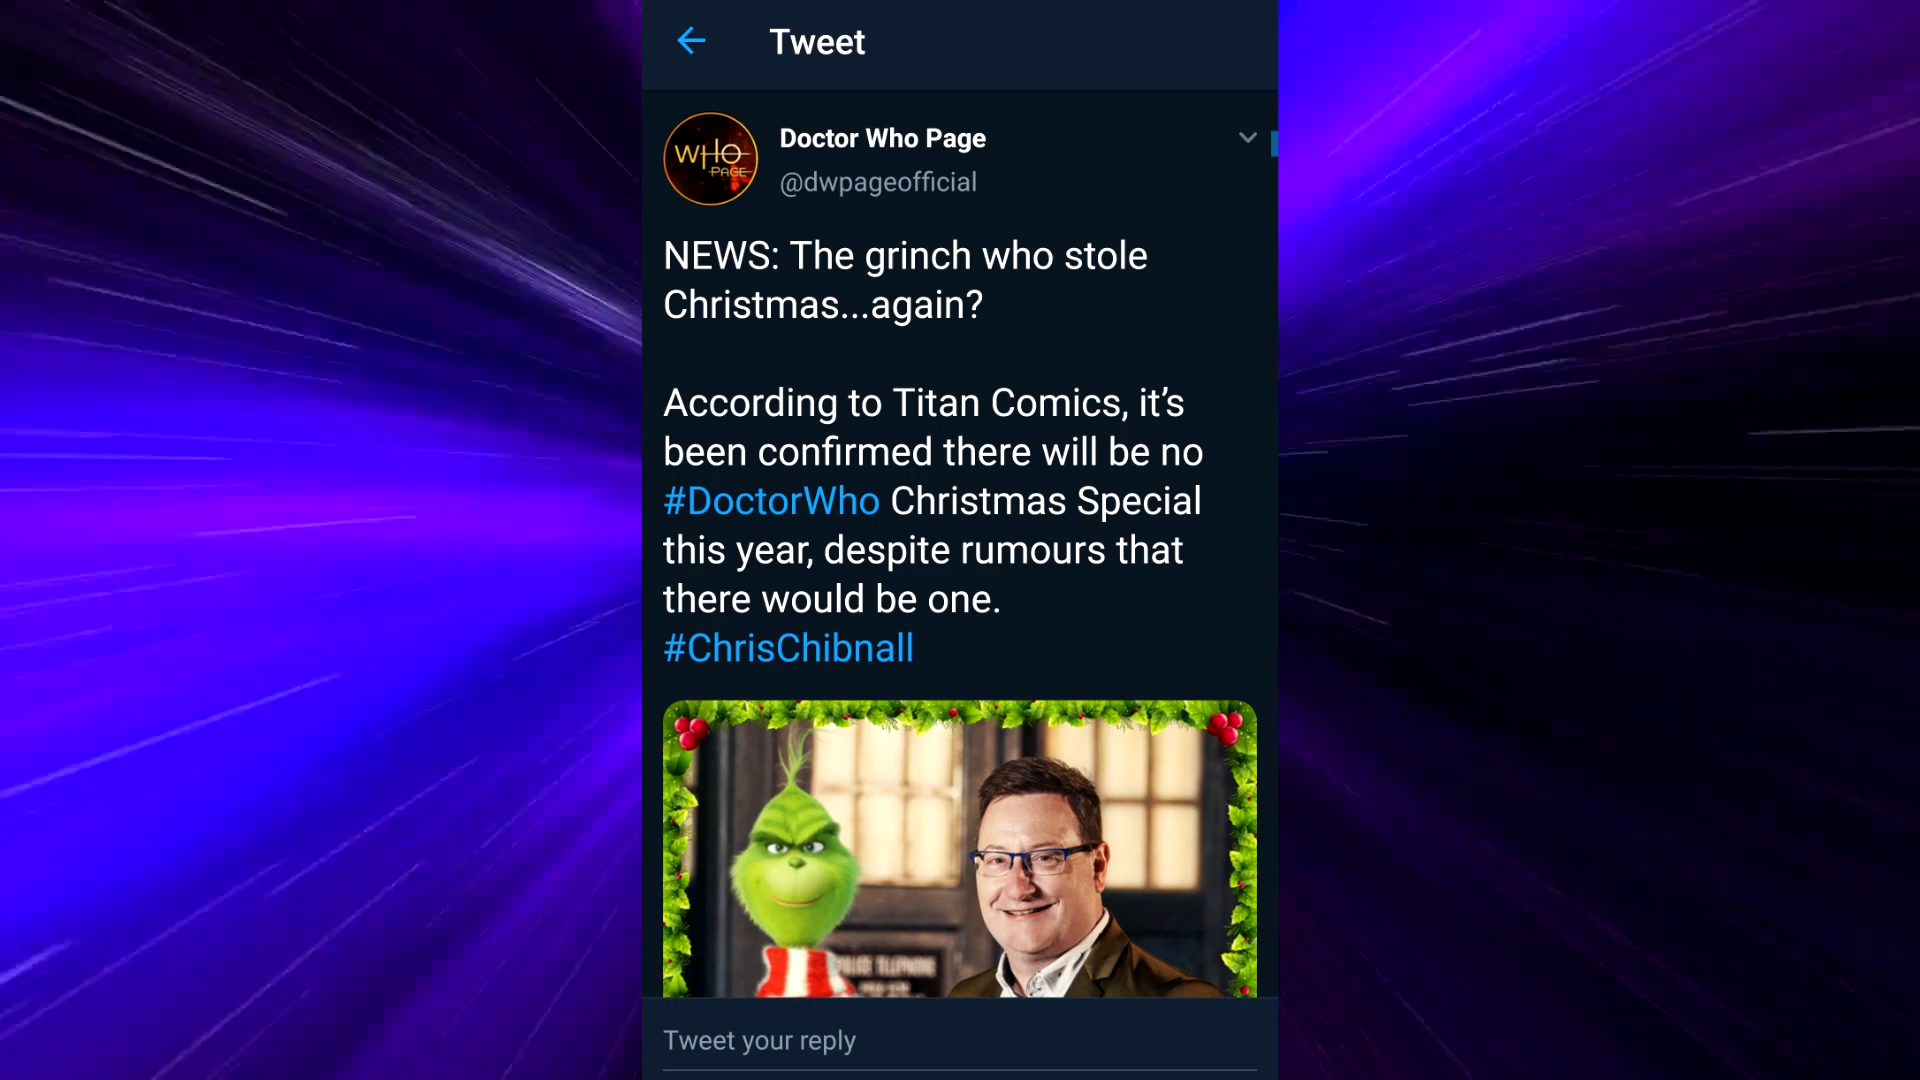 Tweet
WHO
PAGE
Doctor Who Page
@dwpageofficial
NEWS: The grinch who stole
Christmas...again?
According to Titan Comics, it’s
been confirmed there will be no
#DoctorWho Christmas Special
this year, despite rumours that
there would be one.
#ChrisChibnall
Tweet your reply